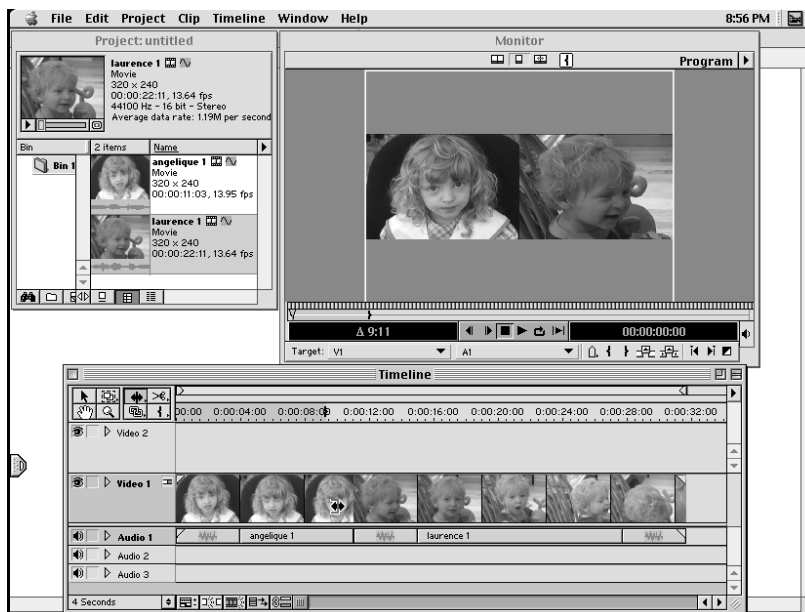 File Edit Project Clip Timeline Window Help 8:56 PM
Project: untitled
laurence 1
Movie
320 x 240
00:00:22:11, 13.64 fps
44100 Hz - 16 bit - Stereo
Average data rate: 1.19M per second
Bin 2 items Name
Bin 1
angelique 1
Movie
320 x 240
00:00:11:03, 13.95 fps
laurence 1
Movie
320 x 240
00:00:22:11, 13.64 fps
Monitor
Program
Δ 9:11 00:00:00:00
Target: V1 A1
Timeline
00:00 0:00:04:00 0:00:08:00 0:00:12:00 0:00:16:00 0:00:20:00 0:00:24:00 0:00:28:00 0:00:32:00
Video 2
Video 1
Audio 1 angelique 1 laurence 1
Audio 2
Audio 3
4 Seconds